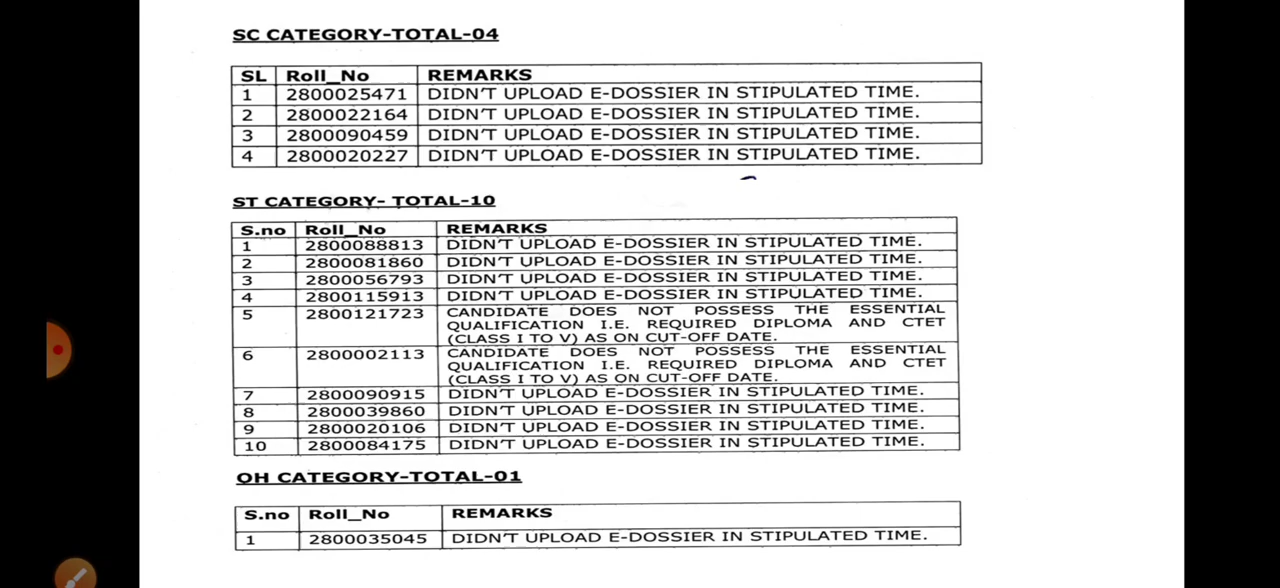 SC CATEGORY-TOTAL-04
SL Roll_No REMARKS
1 2800025471 DIDN'T UPLOAD E-DOSSIER IN STIPULATED TIME.
2 2800022164 DIDN'T UPLOAD E-DOSSIER IN STIPULATED TIME.
3 2800090459 DIDN'T UPLOAD E-DOSSIER IN STIPULATED TIME.
4 2800020227 DIDN'T UPLOAD E-DOSSIER IN STIPULATED TIME.
ST CATEGORY- TOTAL-10
S.no Roll_No REMARKS
1 2800088813 DIDN'T UPLOAD E-DOSSIER IN STIPULATED TIME.
2 2800081860 DIDN'T UPLOAD E-DOSSIER IN STIPULATED TIME.
3 2800056793 DIDN'T UPLOAD E-DOSSIER IN STIPULATED TIME.
4 2800115913 DIDN'T UPLOAD E-DOSSIER IN STIPULATED TIME.
5 2800121723 CANDIDATE DOES NOT POSSESS THE ESSENTIAL
QUALIFICATION I.E. REQUIRED DIPLOMA AND CTET
(CLASS I TO V) AS ON CUT-OFF DATE.
6 2800002113 CANDIDATE DOES NOT POSSESS THE ESSENTIAL
QUALIFICATION I.E. REQUIRED DIPLOMA AND CTET
(CLASS I TO V) AS ON CUT-OFF DATE.
7 2800090915 DIDN'T UPLOAD E-DOSSIER IN STIPULATED TIME.
8 2800039860 DIDN'T UPLOAD E-DOSSIER IN STIPULATED TIME.
9 2800020106 DIDN'T UPLOAD E-DOSSIER IN STIPULATED TIME.
10 2800084175 DIDN'T UPLOAD E-DOSSIER IN STIPULATED TIME.
OH CATEGORY-TOTAL-01
S.no Roll_No REMARKS
1 2800035045 DIDN'T UPLOAD E-DOSSIER IN STIPULATED TIME.